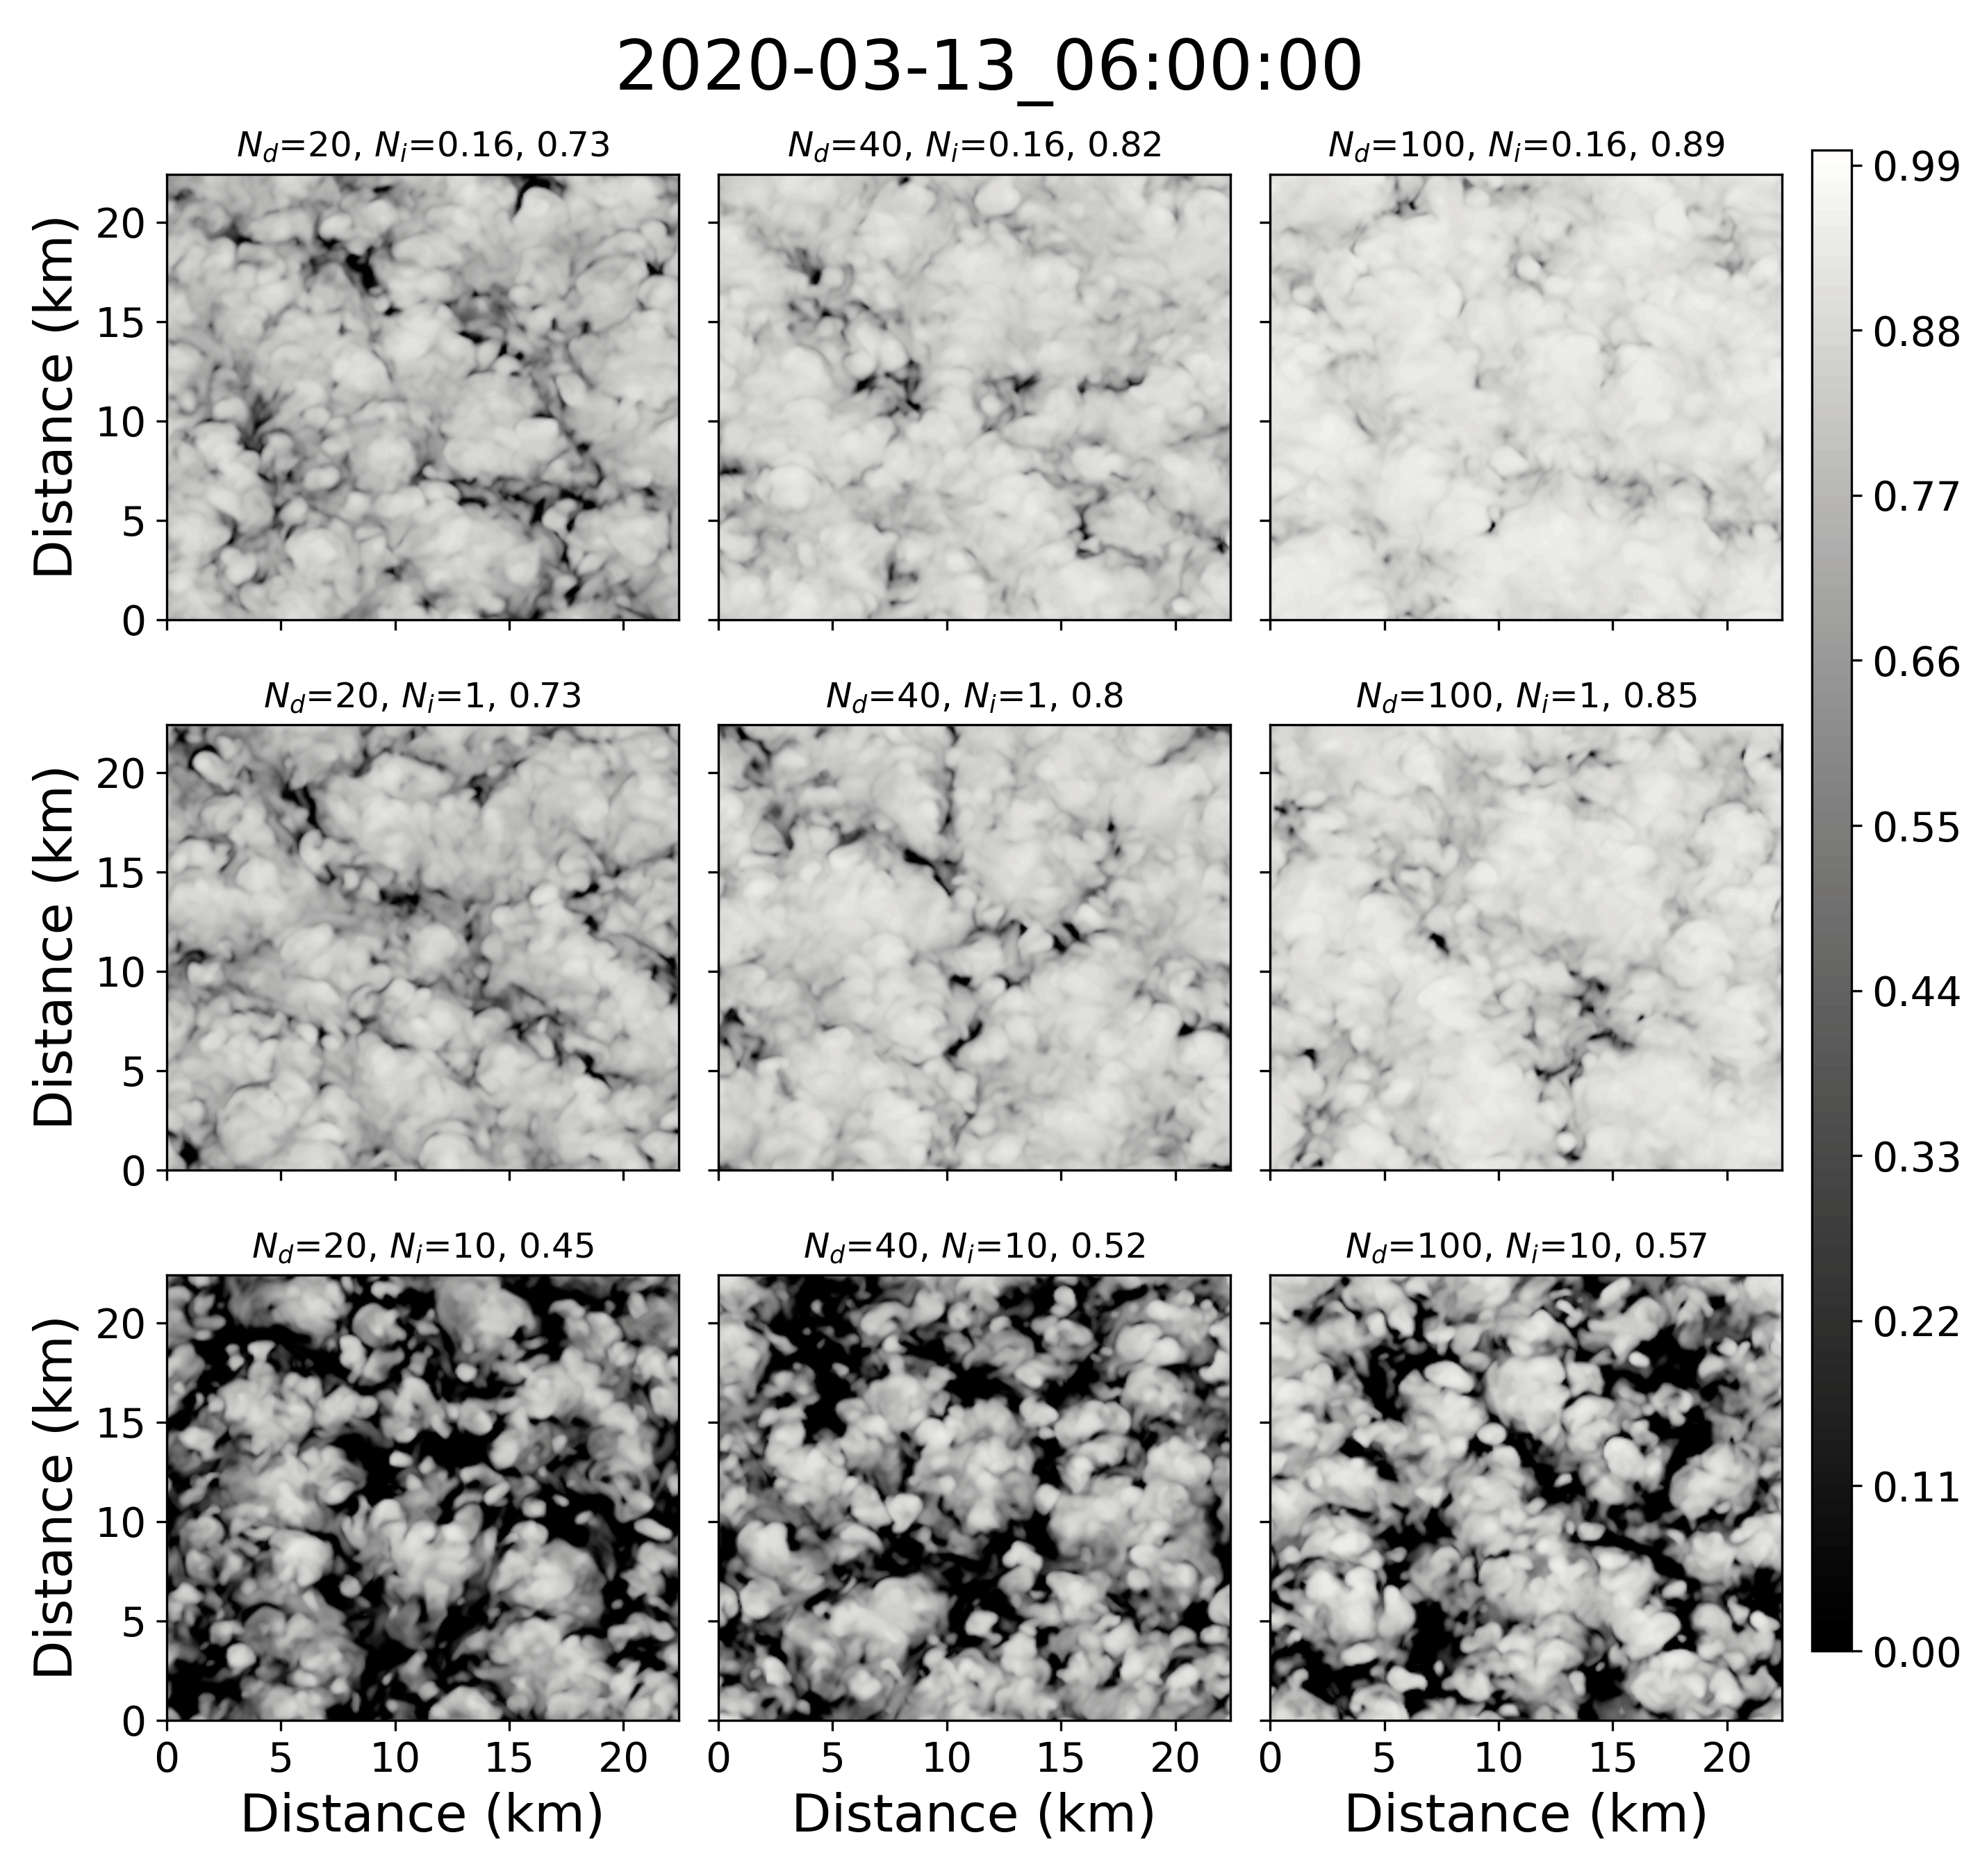 2020-03-13_06:00:00
N_d=20, N_i=0.16, 0.73
N_d=40, N_i=0.16, 0.82
N_d=100, N_i=0.16, 0.89
Distance (km)
20
15
10
5
0
N_d=20, N_i=1, 0.73
N_d=40, N_i=1, 0.8
N_d=100, N_i=1, 0.85
Distance (km)
20
15
10
5
0
N_d=20, N_i=10, 0.45
N_d=40, N_i=10, 0.52
N_d=100, N_i=10, 0.57
Distance (km)
20
15
10
5
0
0 5 10 15 20
0 5 10 15 20
0 5 10 15 20
Distance (km)
Distance (km)
Distance (km)
0.99
0.88
0.77
0.66
0.55
0.44
0.33
0.22
0.11
0.00